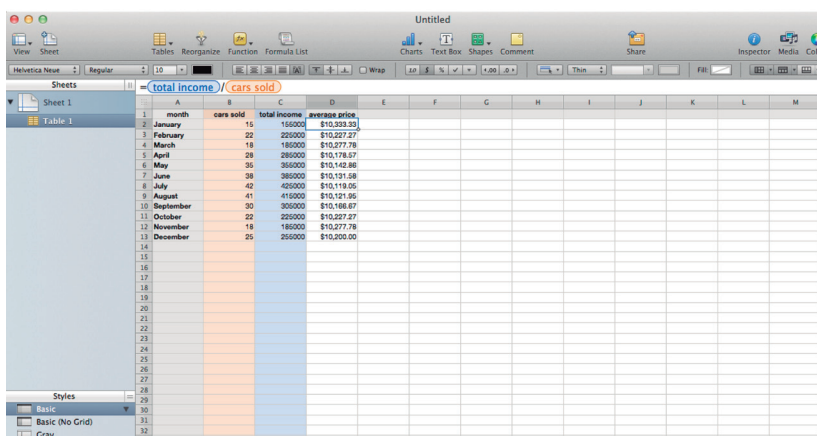 Untitled
View Sheet Tables Reorganize Function Formula List Charts Text Box Shapes Comment Share Inspector Media Co
Helvetica Neue Regular 10 Wrap 1.0 $ % Thin Fill:
Sheets = total income / cars sold
Sheet 1
Table 1
A B C D E F G H I J K L M
1 month cars sold total income average price
2 January 15 155000 $10,333.33
3 February 22 225000 $10,227.27
4 March 18 185000 $10,277.78
5 April 28 285000 $10,178.57
6 May 35 355000 $10,142.86
7 June 38 385000 $10,131.58
8 July 42 425000 $10,119.05
9 August 41 415000 $10,121.95
10 September 30 305000 $10,166.67
11 October 22 225000 $10,227.27
12 November 18 185000 $10,277.78
13 December 25 255000 $10,200.00
14
15
16
17
18
19
20
21
22
23
24
25
26
27
28
29
30
31
32
Styles
Basic
Basic (No Grid)
Gray